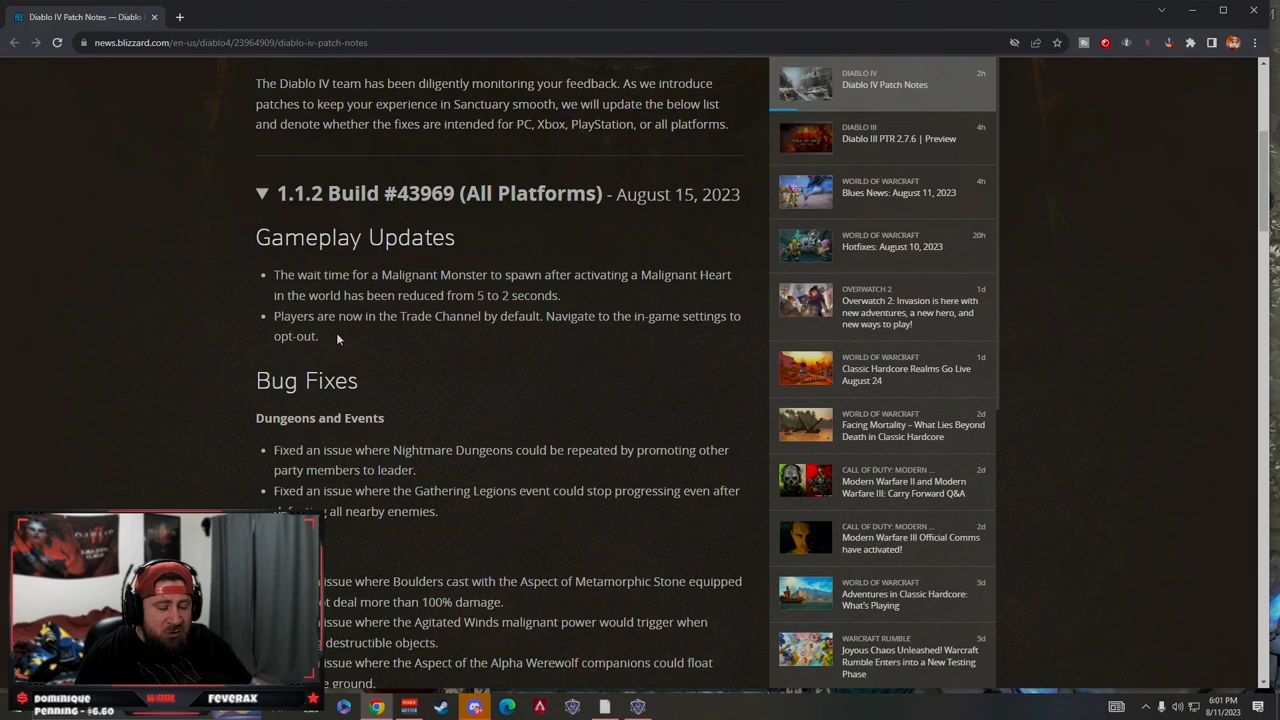 Diablo IV Patch Notes — Diablo
news.blizzard.com/en-us/diablo4/23964909/diablo-iv-patch-notes
The Diablo IV team has been diligently monitoring your feedback. As we introduce
patches to keep your experience in Sanctuary smooth, we will update the below list
and denote whether the fixes are intended for PC, Xbox, PlayStation, or all platforms.
1.1.2 Build #43969 (All Platforms) - August 15, 2023
Gameplay Updates
The wait time for a Malignant Monster to spawn after activating a Malignant Heart
in the world has been reduced from 5 to 2 seconds.
Players are now in the Trade Channel by default. Navigate to the in-game settings to
opt-out.
Bug Fixes
Dungeons and Events
Fixed an issue where Nightmare Dungeons could be repeated by promoting other
party members to leader.
Fixed an issue where the Gathering Legions event could stop progressing even after
all nearby enemies.
issue where Boulders cast with the Aspect of Metamorphic Stone equipped
deal more than 100% damage.
issue where the Agitated Winds malignant power would trigger when
destructible objects.
issue where the Aspect of the Alpha Werewolf companions could float
ground.
DIABLO IV 2h
Diablo IV Patch Notes
DIABLO III 4h
Diablo III PTR 2.7.6 | Preview
WORLD OF WARCRAFT 4h
Blues News: August 11, 2023
WORLD OF WARCRAFT 20h
Hotfixes: August 10, 2023
OVERWATCH 2 1d
Overwatch 2: Invasion is here with
new adventures, a new hero, and
new ways to play!
WORLD OF WARCRAFT 1d
Classic Hardcore Realms Go Live
August 24
WORLD OF WARCRAFT 2d
Facing Mortality – What Lies Beyond
Death in Classic Hardcore
CALL OF DUTY: MODERN ... 2d
Modern Warfare II and Modern
Warfare III: Carry Forward Q&A
CALL OF DUTY: MODERN ... 2d
Modern Warfare III Official Comms
have activated!
WORLD OF WARCRAFT 3d
Adventures in Classic Hardcore:
What's Playing
WARCRAFT RUMBLE 3d
Joyous Chaos Unleashed! Warcraft
Rumble Enters into a New Testing
Phase
DOMINIQUE
PENNING - $6.60
FEVERAX
6:01 PM
8/11/2023